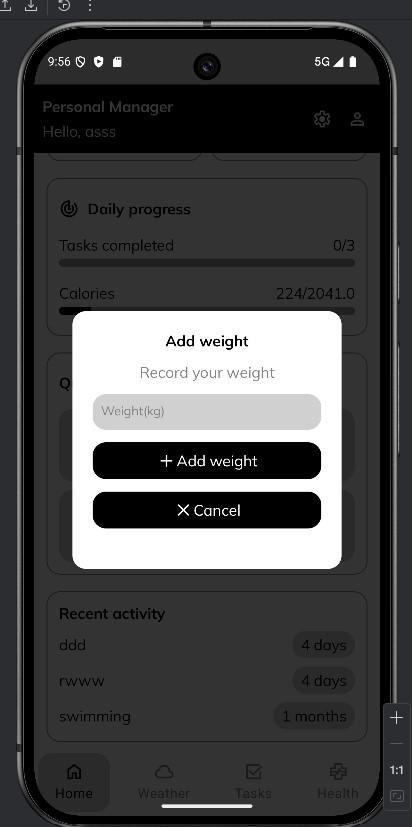 9:56
5G
Personal Manager
Hello, asss
Daily progress
Tasks completed 0/3
Calories 224/2041.0
Q
Add weight
Record your weight
Weight(kg)
+ Add weight
× Cancel
Recent activity
ddd 4 days
rwww 4 days
swimming 1 months
Home Weather Tasks Health
1:1